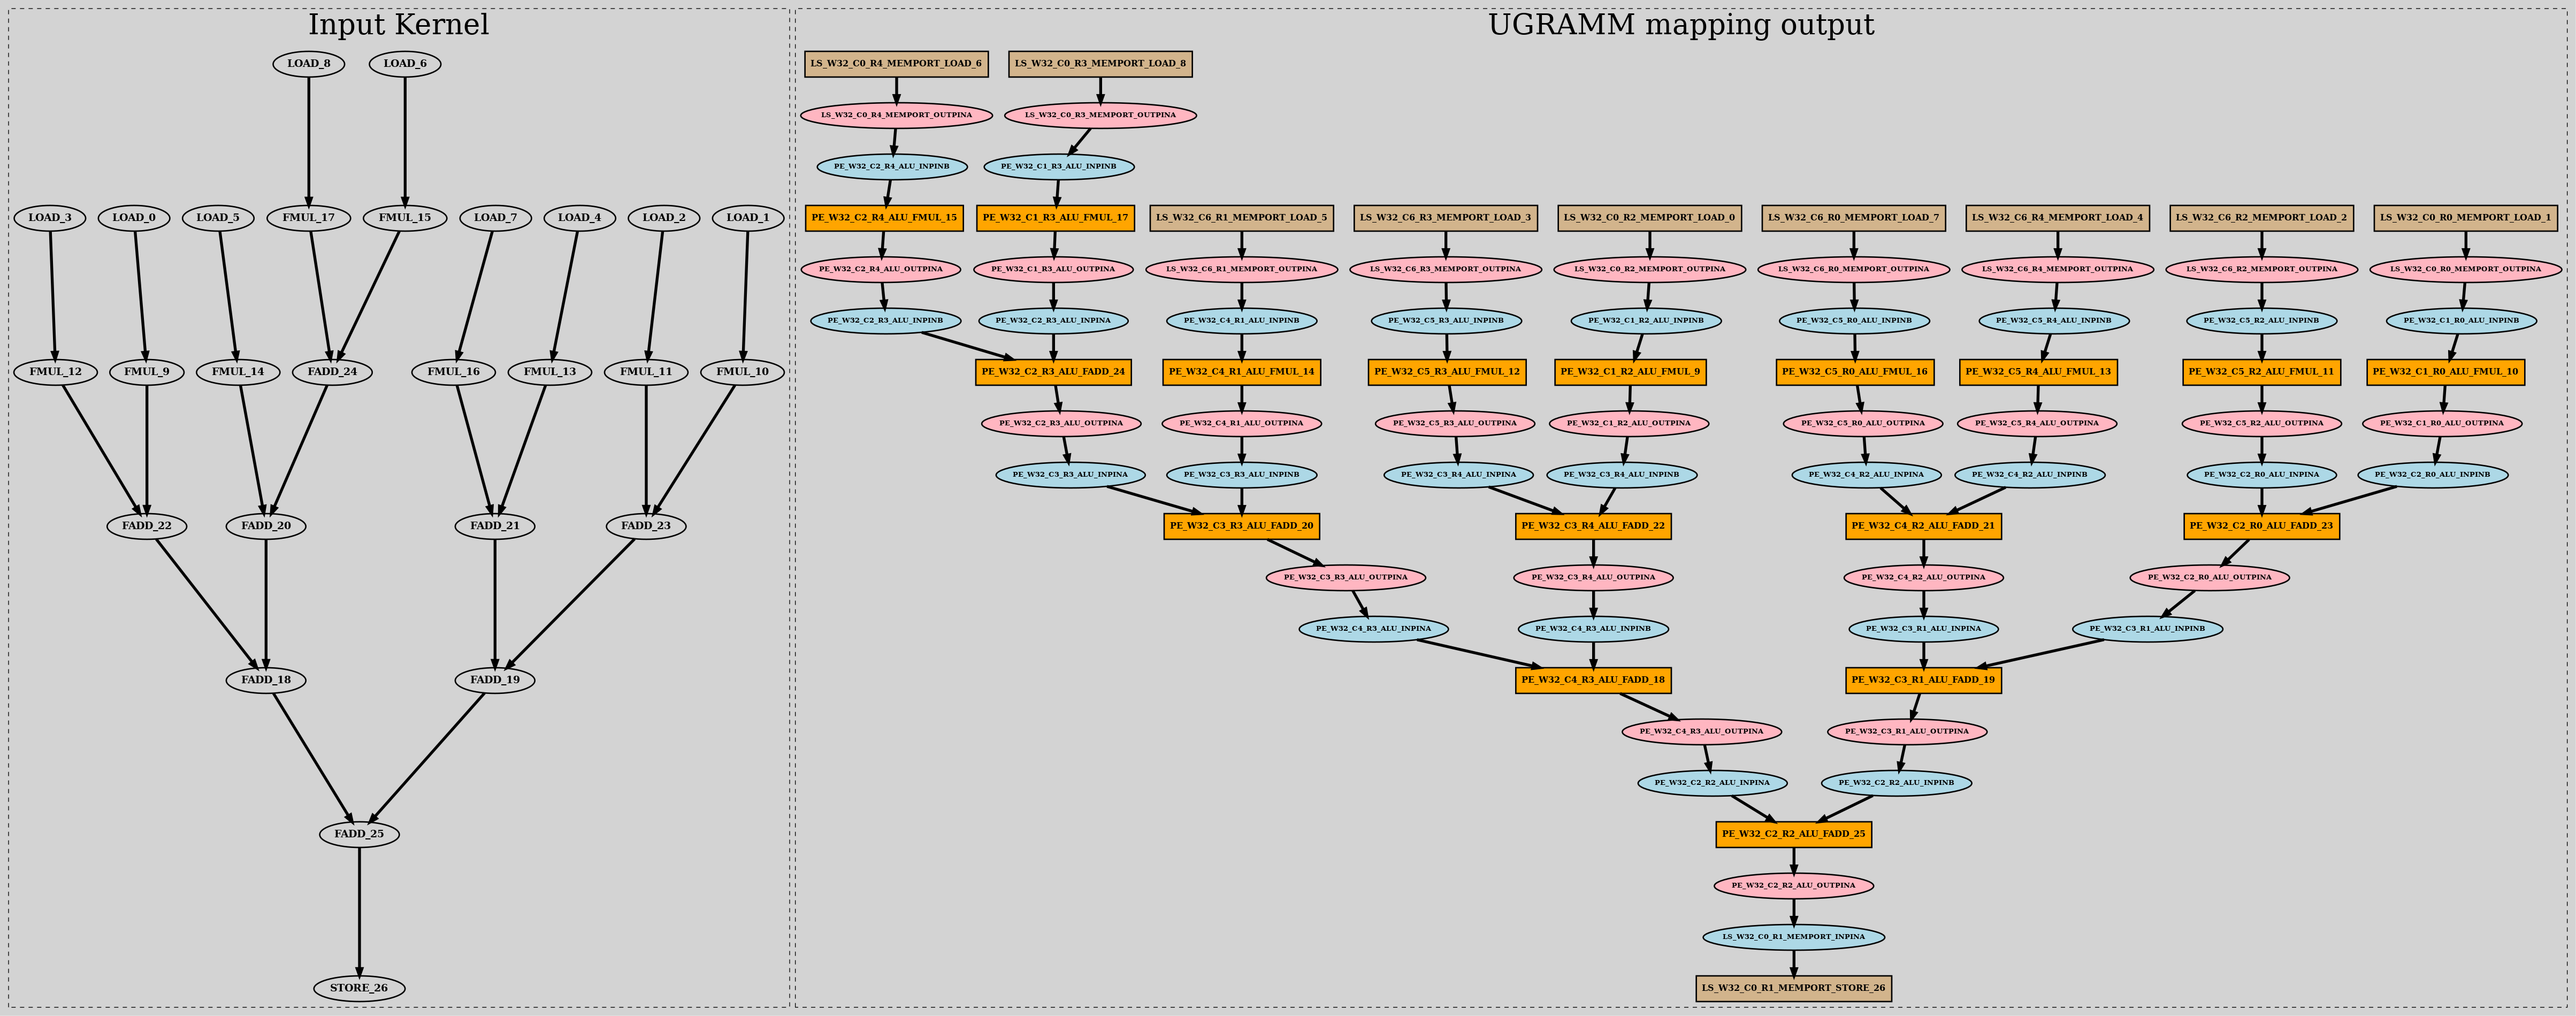 Input Kernel
LOAD_8
LOAD_6
LOAD_3
LOAD_0
LOAD_5
FMUL_17
FMUL_15
LOAD_7
LOAD_4
LOAD_2
LOAD_1
FMUL_12
FMUL_9
FMUL_14
FADD_24
FMUL_16
FMUL_13
FMUL_11
FMUL_10
FADD_22
FADD_20
FADD_21
FADD_23
FADD_18
FADD_19
FADD_25
STORE_26
UGRAMM mapping output
LS_W32_C0_R4_MEMPORT_LOAD_6
LS_W32_C0_R3_MEMPORT_LOAD_8
LS_W32_C0_R4_MEMPORT_OUTPINA
LS_W32_C0_R3_MEMPORT_OUTPINA
PE_W32_C2_R4_ALU_INPINB
PE_W32_C1_R3_ALU_INPINB
PE_W32_C2_R4_ALU_FMUL_15
PE_W32_C1_R3_ALU_FMUL_17
LS_W32_C6_R1_MEMPORT_LOAD_5
LS_W32_C6_R3_MEMPORT_LOAD_3
LS_W32_C0_R2_MEMPORT_LOAD_0
LS_W32_C6_R0_MEMPORT_LOAD_7
LS_W32_C6_R4_MEMPORT_LOAD_4
LS_W32_C6_R2_MEMPORT_LOAD_2
LS_W32_C0_R0_MEMPORT_LOAD_1
PE_W32_C2_R4_ALU_OUTPINA
PE_W32_C1_R3_ALU_OUTPINA
LS_W32_C6_R1_MEMPORT_OUTPINA
LS_W32_C6_R3_MEMPORT_OUTPINA
LS_W32_C0_R2_MEMPORT_OUTPINA
LS_W32_C6_R0_MEMPORT_OUTPINA
LS_W32_C6_R4_MEMPORT_OUTPINA
LS_W32_C6_R2_MEMPORT_OUTPINA
LS_W32_C0_R0_MEMPORT_OUTPINA
PE_W32_C2_R3_ALU_INPINB
PE_W32_C2_R3_ALU_INPINA
PE_W32_C4_R1_ALU_INPINB
PE_W32_C5_R3_ALU_INPINB
PE_W32_C1_R2_ALU_INPINB
PE_W32_C5_R0_ALU_INPINB
PE_W32_C5_R4_ALU_INPINB
PE_W32_C5_R2_ALU_INPINB
PE_W32_C1_R0_ALU_INPINB
PE_W32_C2_R3_ALU_FADD_24
PE_W32_C4_R1_ALU_FMUL_14
PE_W32_C5_R3_ALU_FMUL_12
PE_W32_C1_R2_ALU_FMUL_9
PE_W32_C5_R0_ALU_FMUL_16
PE_W32_C5_R4_ALU_FMUL_13
PE_W32_C5_R2_ALU_FMUL_11
PE_W32_C1_R0_ALU_FMUL_10
PE_W32_C2_R3_ALU_OUTPINA
PE_W32_C4_R1_ALU_OUTPINA
PE_W32_C5_R3_ALU_OUTPINA
PE_W32_C1_R2_ALU_OUTPINA
PE_W32_C5_R0_ALU_OUTPINA
PE_W32_C5_R4_ALU_OUTPINA
PE_W32_C5_R2_ALU_OUTPINA
PE_W32_C1_R0_ALU_OUTPINA
PE_W32_C3_R3_ALU_INPINA
PE_W32_C3_R3_ALU_INPINB
PE_W32_C3_R4_ALU_INPINA
PE_W32_C3_R4_ALU_INPINB
PE_W32_C4_R2_ALU_INPINA
PE_W32_C4_R2_ALU_INPINB
PE_W32_C2_R0_ALU_INPINA
PE_W32_C2_R0_ALU_INPINB
PE_W32_C3_R3_ALU_FADD_20
PE_W32_C3_R4_ALU_FADD_22
PE_W32_C4_R2_ALU_FADD_21
PE_W32_C2_R0_ALU_FADD_23
PE_W32_C3_R3_ALU_OUTPINA
PE_W32_C3_R4_ALU_OUTPINA
PE_W32_C4_R2_ALU_OUTPINA
PE_W32_C2_R0_ALU_OUTPINA
PE_W32_C4_R3_ALU_INPINA
PE_W32_C4_R3_ALU_INPINB
PE_W32_C3_R1_ALU_INPINA
PE_W32_C3_R1_ALU_INPINB
PE_W32_C4_R3_ALU_FADD_18
PE_W32_C3_R1_ALU_FADD_19
PE_W32_C4_R3_ALU_OUTPINA
PE_W32_C3_R1_ALU_OUTPINA
PE_W32_C2_R2_ALU_INPINA
PE_W32_C2_R2_ALU_INPINB
PE_W32_C2_R2_ALU_FADD_25
PE_W32_C2_R2_ALU_OUTPINA
LS_W32_C0_R1_MEMPORT_INPINA
LS_W32_C0_R1_MEMPORT_STORE_26